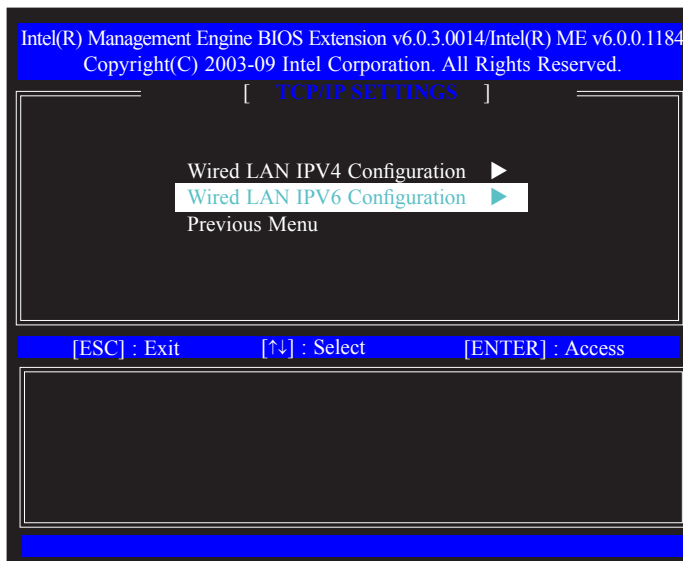 Intel(R) Management Engine BIOS Extension v6.0.3.0014/Intel(R) ME v6.0.0.1184
Copyright(C) 2003-09 Intel Corporation. All Rights Reserved.
[ TCP/IP SETTINGS ]
Wired LAN IPV4 Configuration ▶
Wired LAN IPV6 Configuration ▶
Previous Menu
[ESC] : Exit [↑↓] : Select [ENTER] : Access